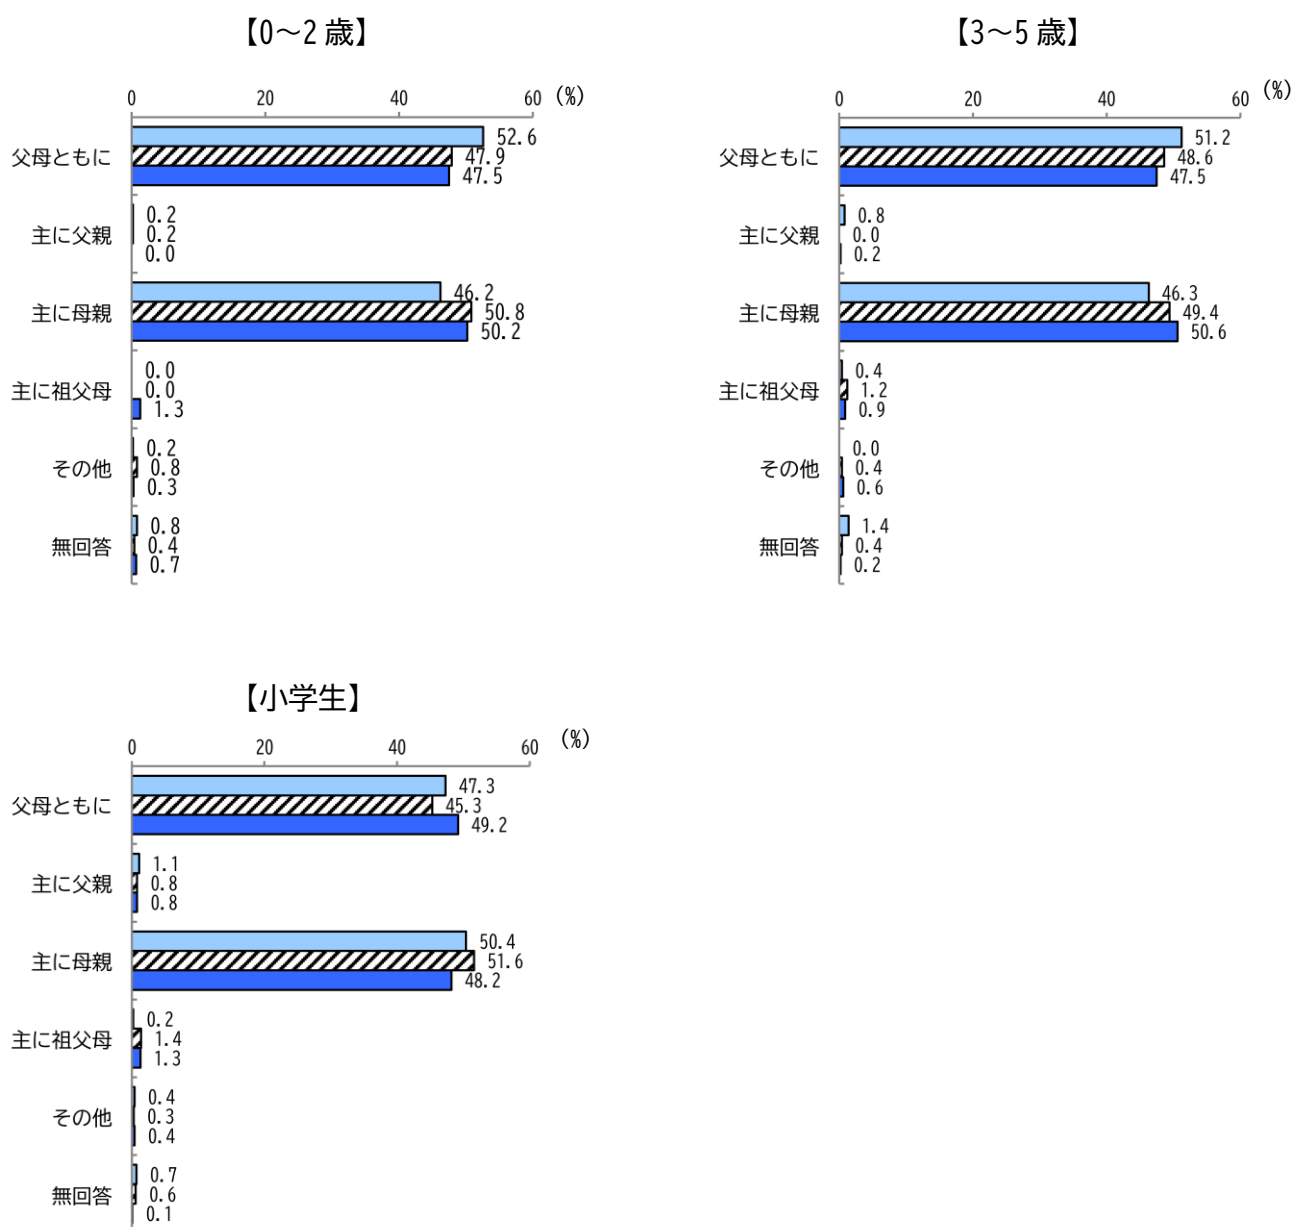 【0～2 歳】
0 20 40 60 (%)
父母ともに
52.6
47.9
47.5
主に父親
0.2
0.2
0.0
主に母親
46.2
50.8
50.2
主に祖父母
0.0
0.0
1.3
その他
0.2
0.8
0.3
無回答
0.8
0.4
0.7
【3～5 歳】
0 20 40 60 (%)
父母ともに
51.2
48.6
47.5
主に父親
0.8
0.0
0.2
主に母親
46.3
49.4
50.6
主に祖父母
0.4
1.2
0.9
その他
0.0
0.4
0.6
無回答
1.4
0.4
0.2
【小学生】
0 20 40 60 (%)
父母ともに
47.3
45.3
49.2
主に父親
1.1
0.8
0.8
主に母親
50.4
51.6
48.2
主に祖父母
0.2
1.4
1.3
その他
0.4
0.3
0.4
無回答
0.7
0.6
0.1